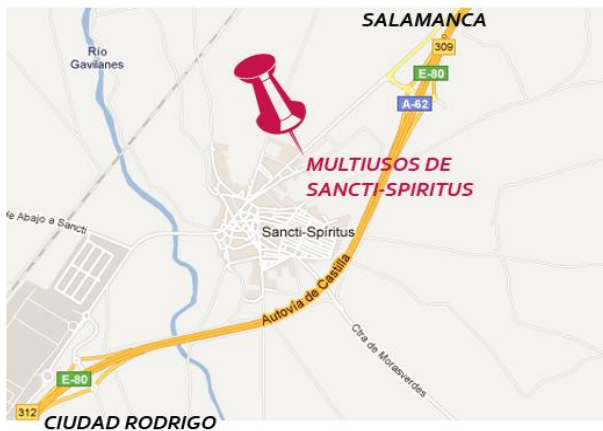 SALAMANCA
Río
Gavilanes
309
E-80
A-62
MULTIUSOS DE
SANCTI-SPIRITUS
de Abajo a Sancti
Sancti-Spíritus
Autovía de Castilla
Ctra de Morasverdes
E-80
312
CIUDAD RODRIGO